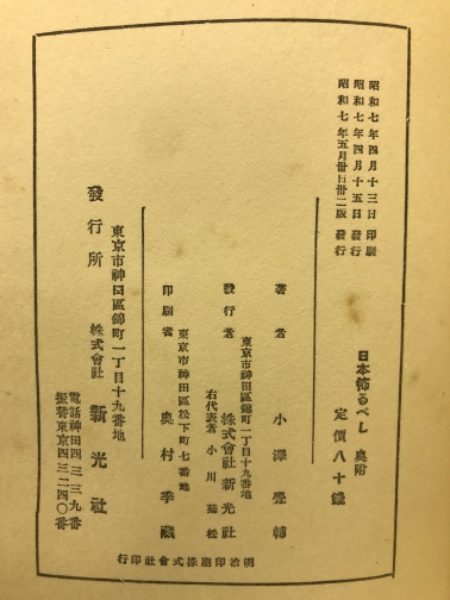 昭和七年四月十三日印刷
昭和七年四月十五日發行
昭和七年五月卅日卅二版發行
日本怖るべし 奥附
定價八十錢
著者 小澤覺輔
東京市神田區錦町一丁目十九番地
發行者 株式會社新光社
右代表者 小川菊松
東京市神田區松下町七番地
印刷者 奥村季藏
東京市神田區錦町一丁目十九番地
發行所 株式會社 新光社
電話神田四三三九番
振替東京四三二四〇番
明治印刷株式會社印行